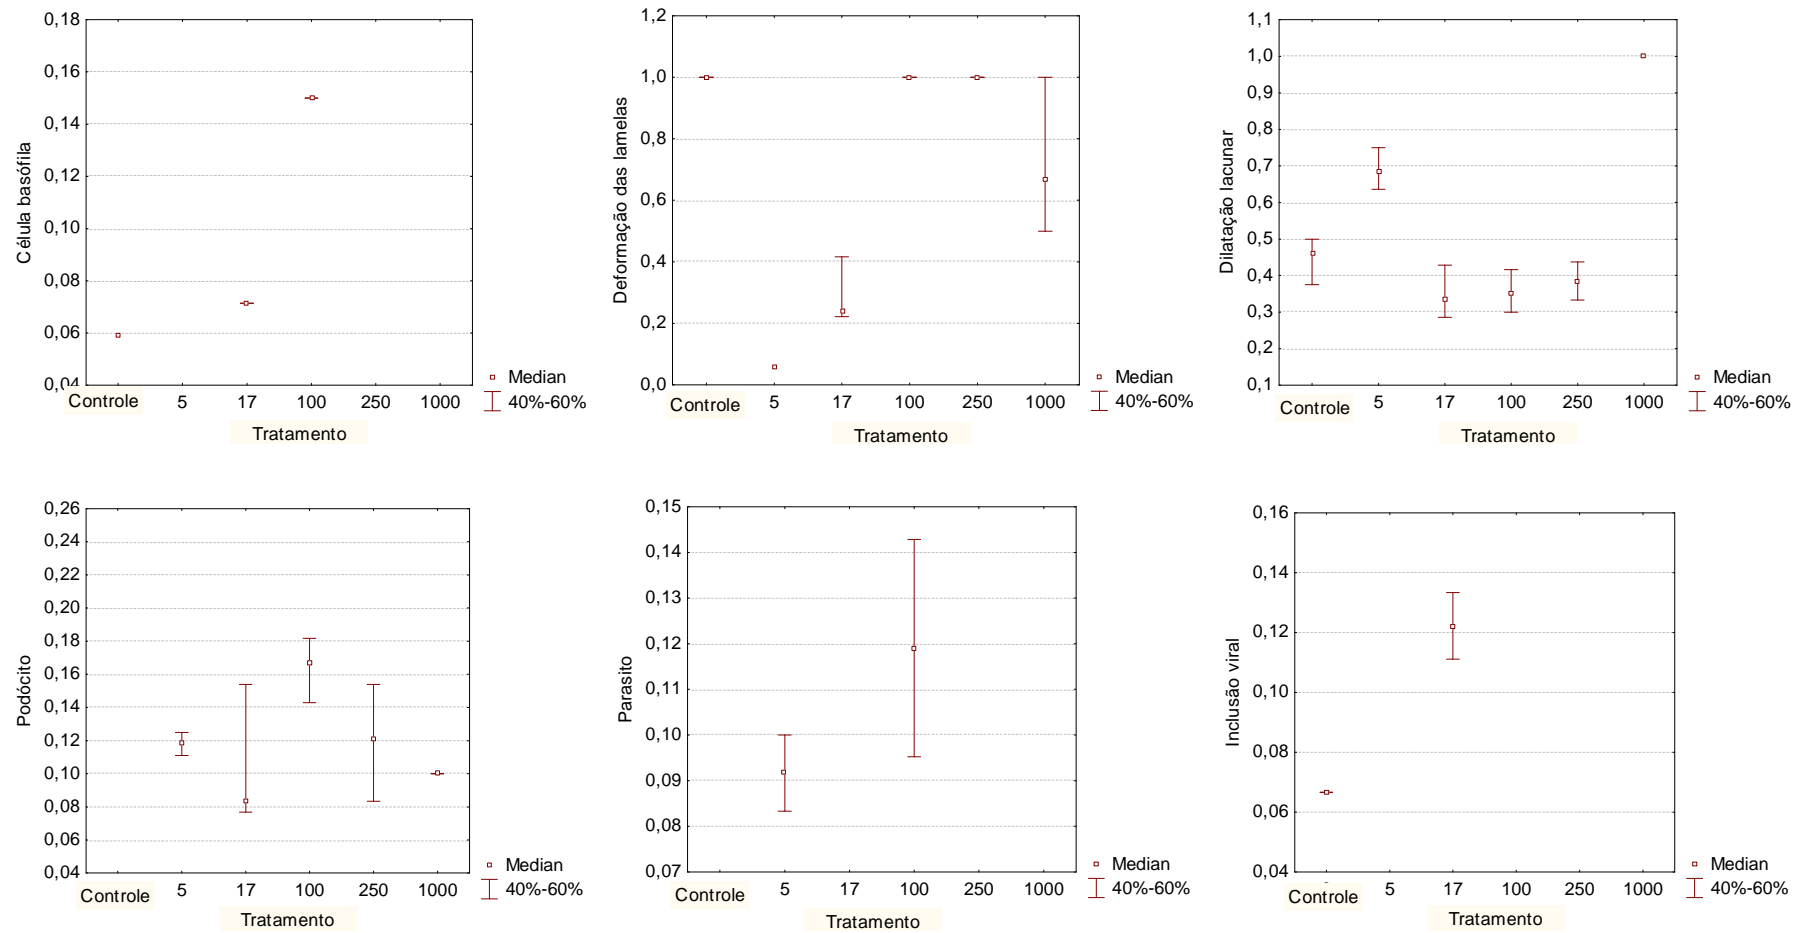 Célula basófila
0,18
0,16
0,14
0,12
0,10
0,08
0,06
0,04
Controle 5 17 100 250 1000
Tratamento
Median
40%-60%
Deformação das lamelas
1,2
1,0
0,8
0,6
0,4
0,2
0,0
Controle 5 17 100 250 1000
Tratamento
Median
40%-60%
Dilatação lacunar
1,1
1,0
0,9
0,8
0,7
0,6
0,5
0,4
0,3
0,2
0,1
Controle 5 17 100 250 1000
Tratamento
Median
40%-60%
Podócito
0,26
0,24
0,22
0,20
0,18
0,16
0,14
0,12
0,10
0,08
0,06
0,04
Controle 5 17 100 250 1000
Tratamento
Median
40%-60%
Parasito
0,15
0,14
0,13
0,12
0,11
0,10
0,09
0,08
0,07
Controle 5 17 100 250 1000
Tratamento
Median
40%-60%
Inclusão viral
0,16
0,14
0,12
0,10
0,08
0,06
0,04
Controle 5 17 100 250 1000
Tratamento
Median
40%-60%